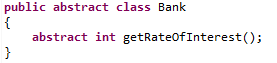 public abstract class Bank
{
    abstract int getRateOfInterest();
}